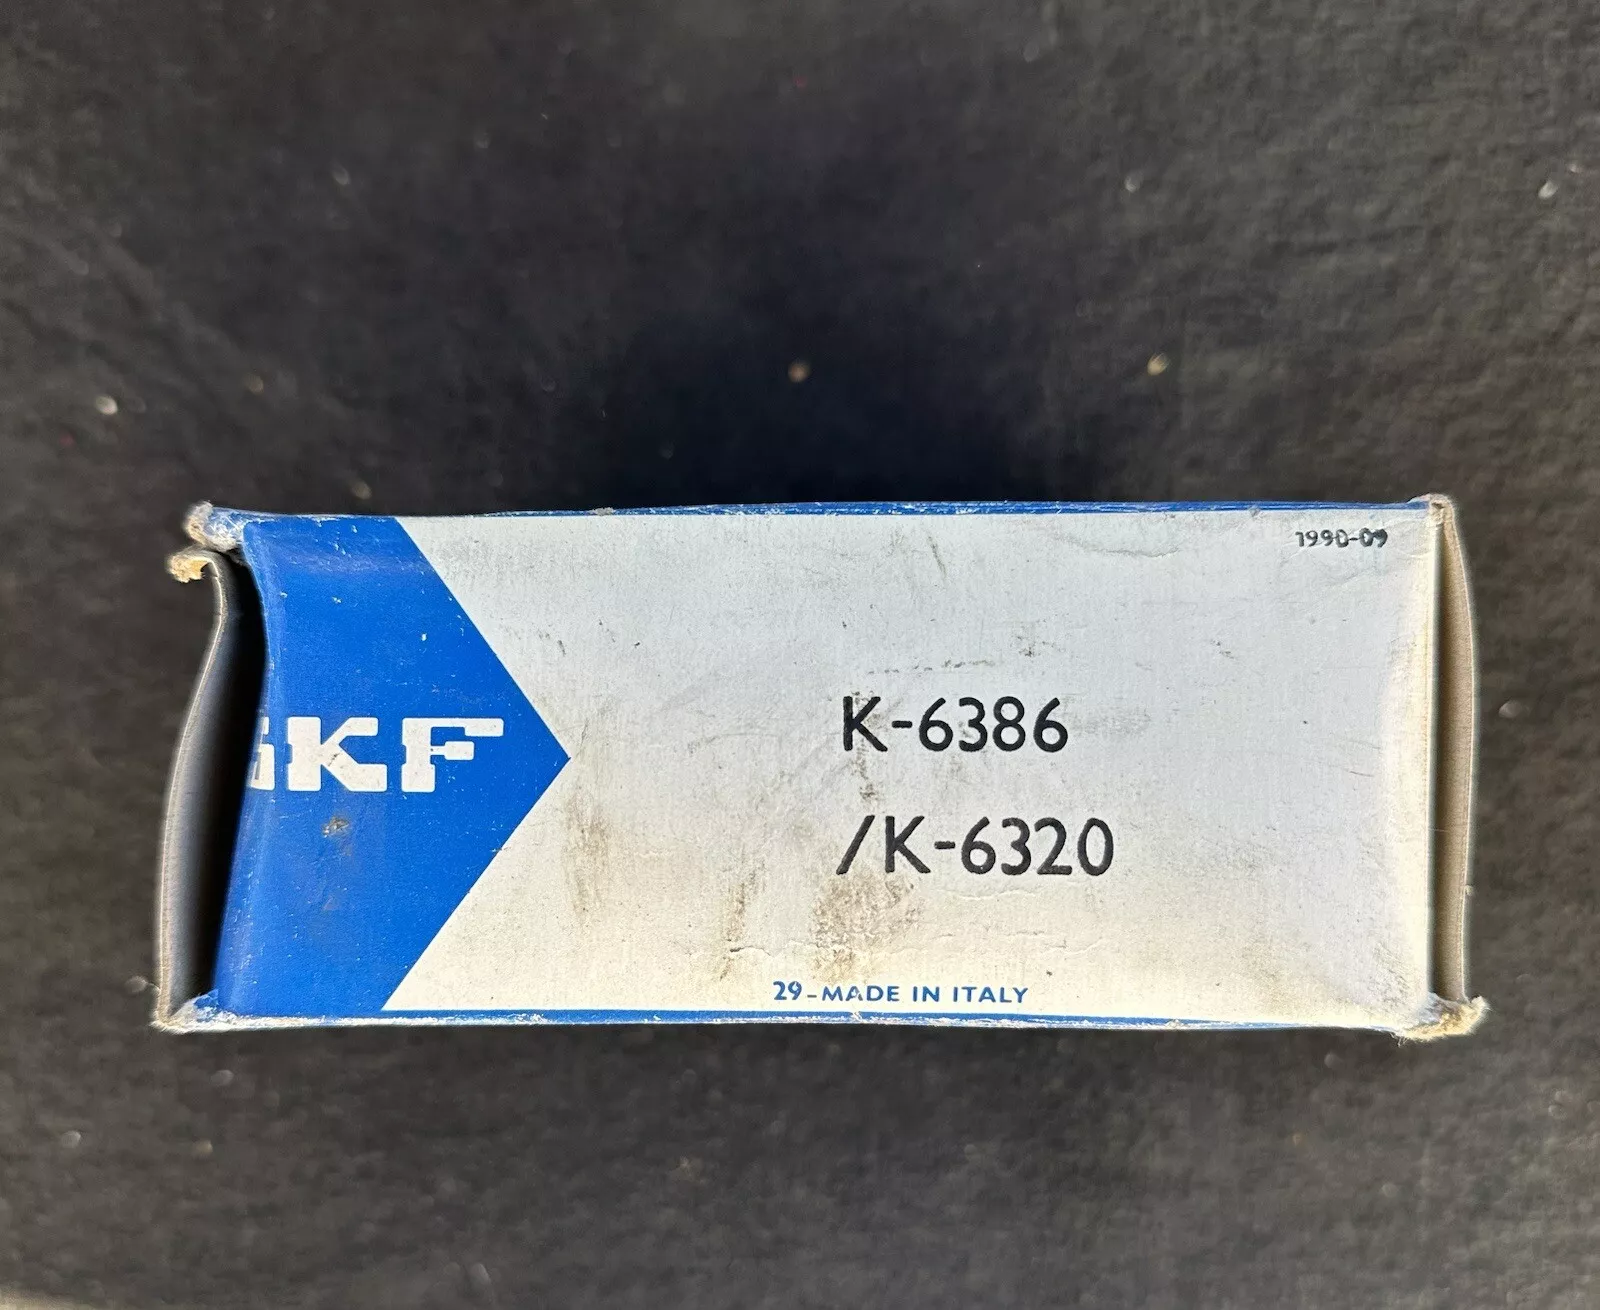 1990-09
SKF
K-6386
/K-6320
29-MADE IN ITALY